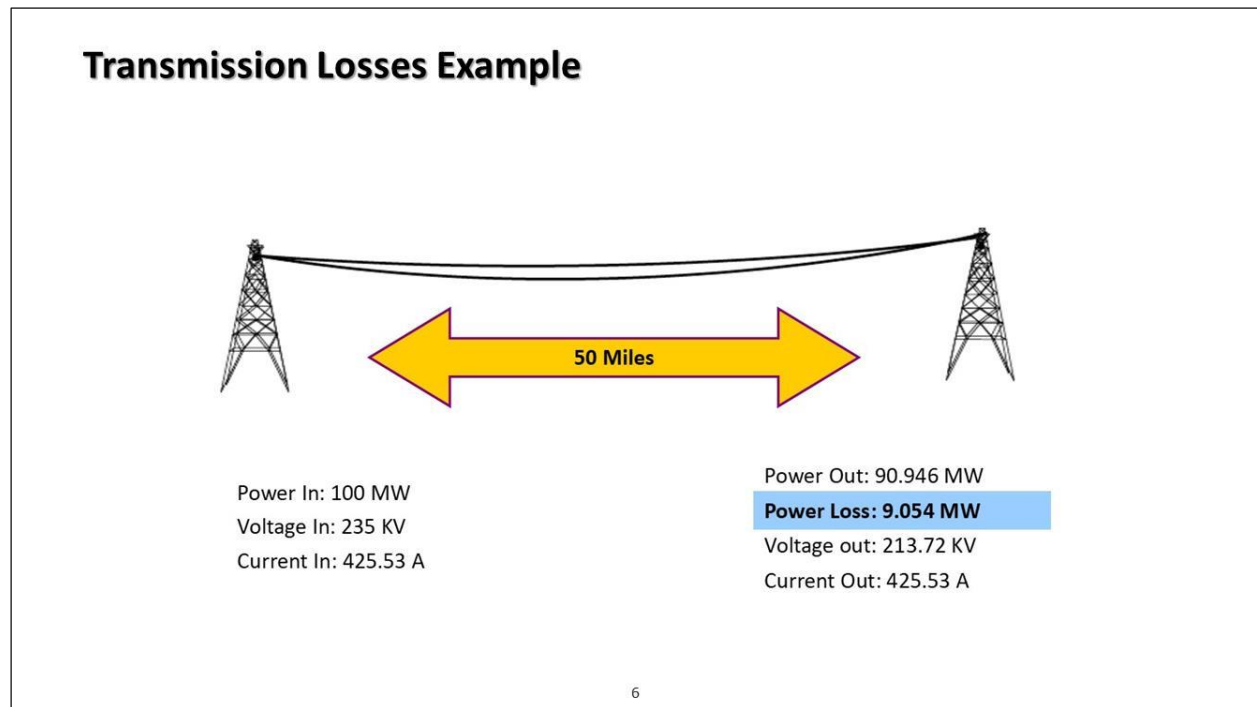 Transmission Losses Example
50 Miles
Power In: 100 MW
Voltage In: 235 KV
Current In: 425.53 A
Power Out: 90.946 MW
Power Loss: 9.054 MW
Voltage out: 213.72 KV
Current Out: 425.53 A
6